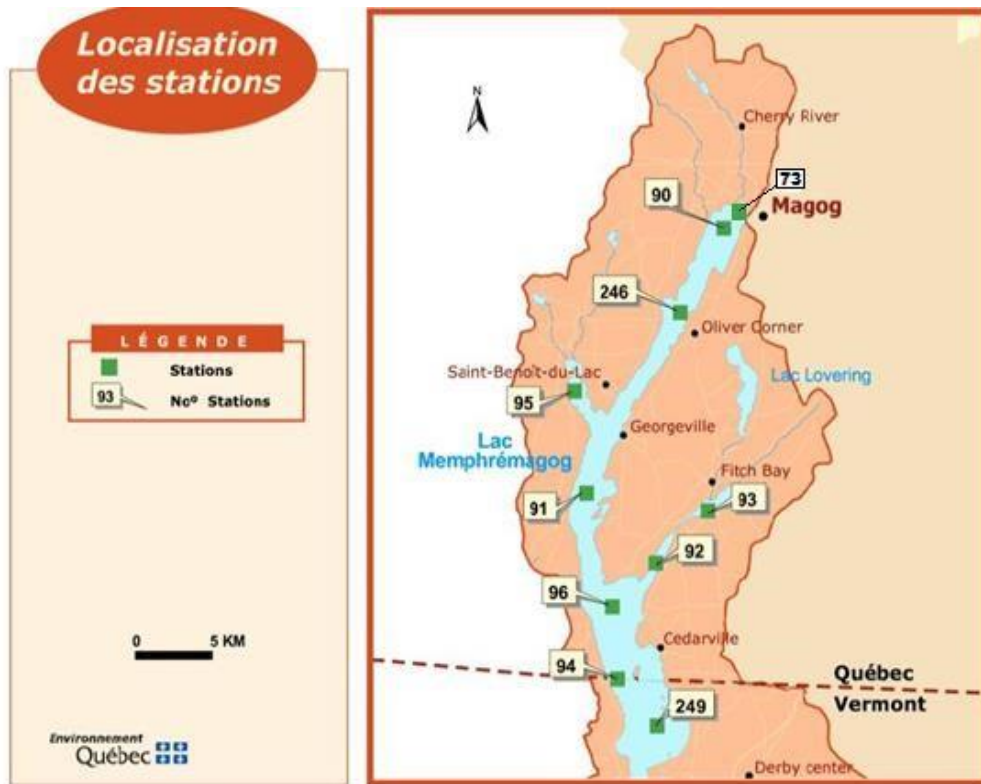 Localisation
des stations
LÉGENDE
Stations
93 Noº Stations
0 5 KM
Environnement
Québec
N
Cherry River
73
90
Magog
246
Oliver Corner
Saint-Benoît-du-Lac
Lac Lovering
95
Georgeville
Lac
Memphrémagog
Fitch Bay
91
93
92
96
Cedarville
94
Québec
Vermont
249
Derby center